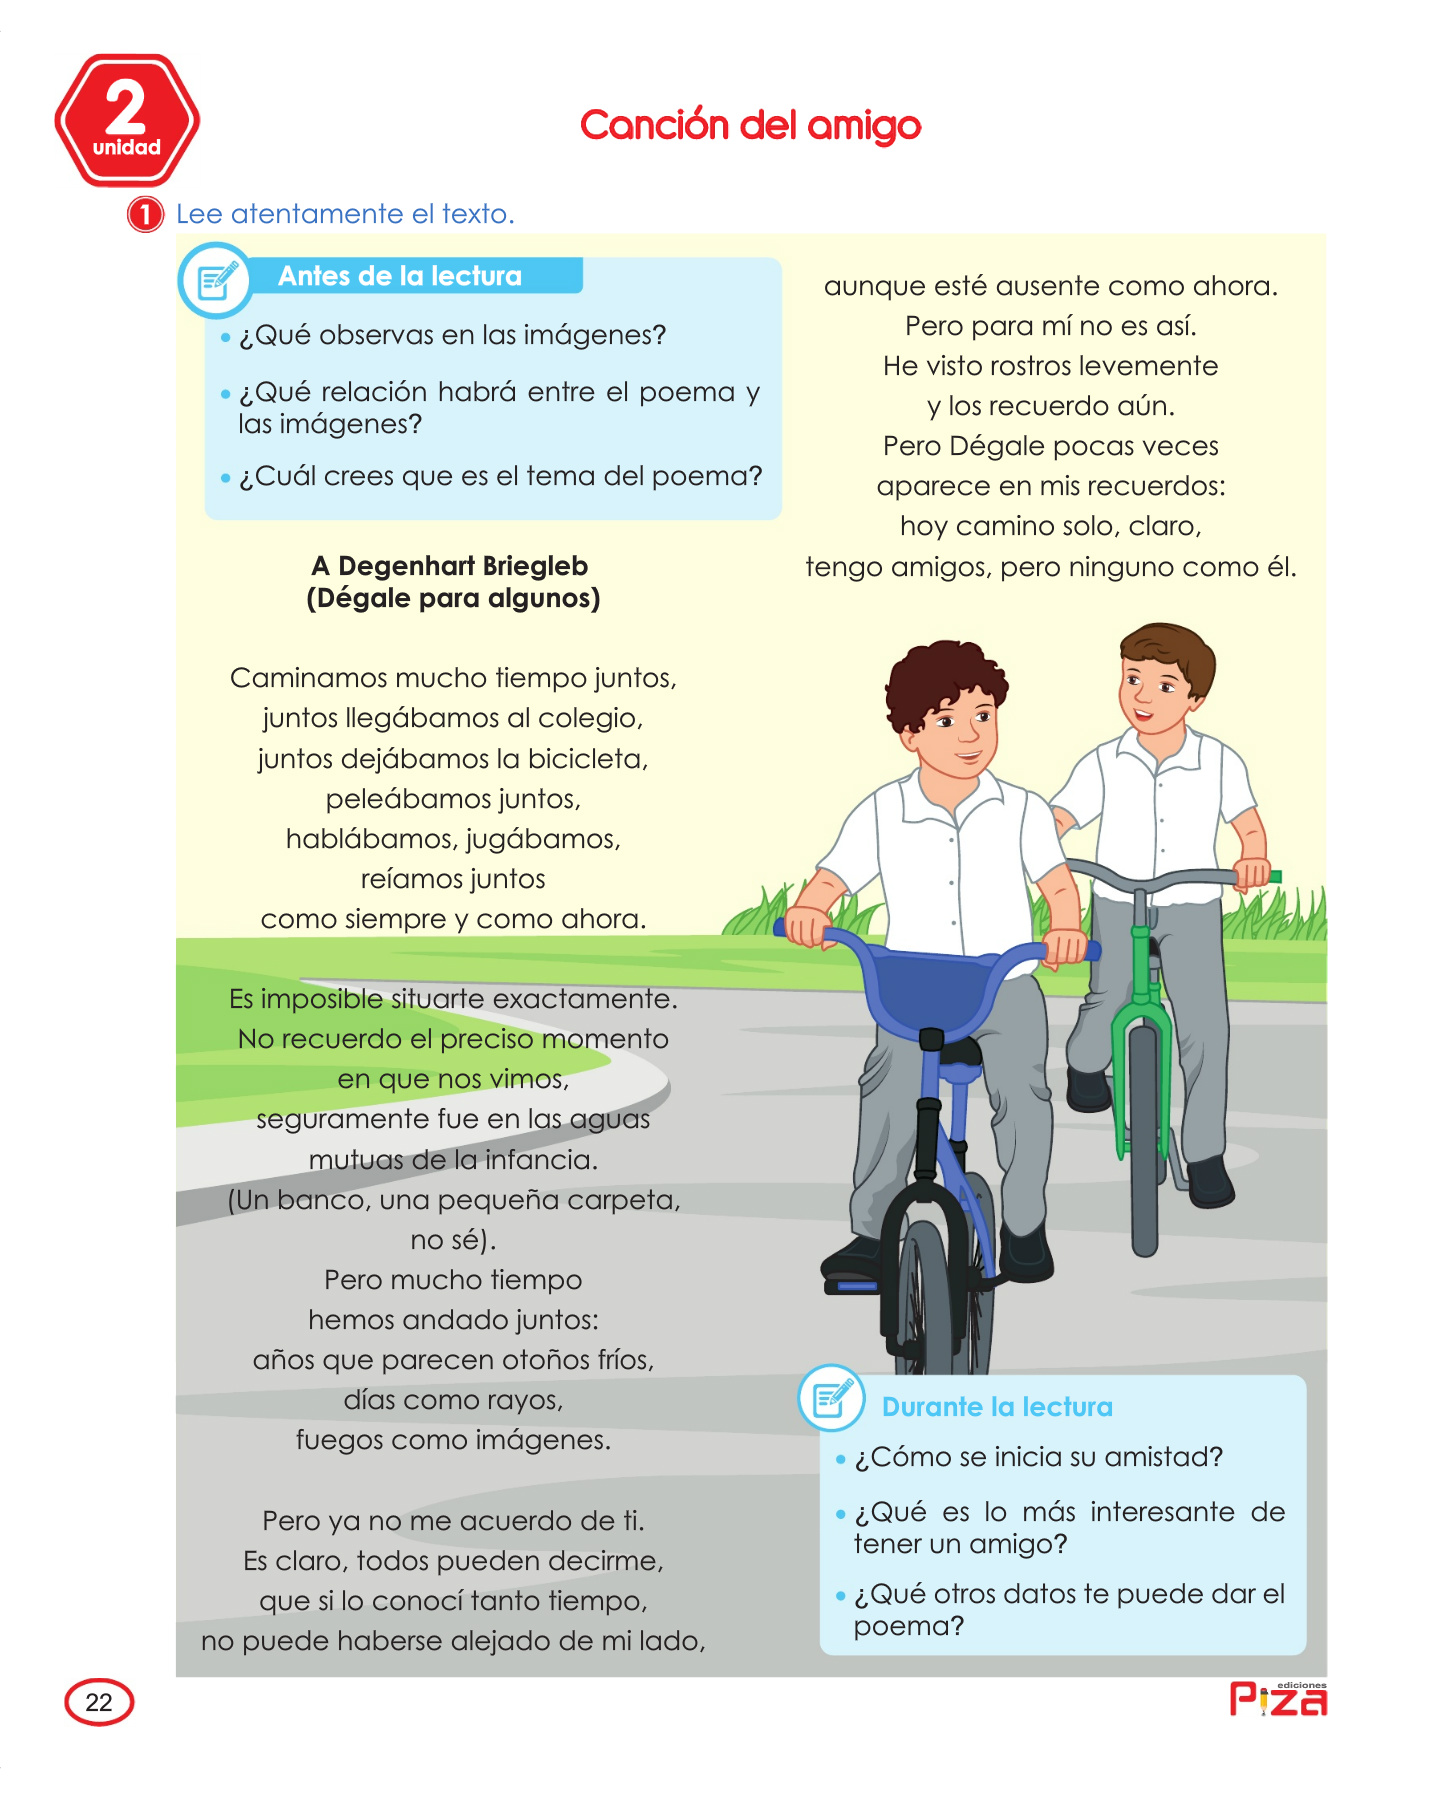 2
unidad
Canción del amigo
1 Lee atentamente el texto.
Antes de la lectura
• ¿Qué observas en las imágenes?
• ¿Qué relación habrá entre el poema y
las imágenes?
• ¿Cuál crees que es el tema del poema?
A Degenhart Briegleb
(Dégale para algunos)
Caminamos mucho tiempo juntos,
juntos llegábamos al colegio,
juntos dejábamos la bicicleta,
peleábamos juntos,
hablábamos, jugábamos,
reíamos juntos
como siempre y como ahora.
Es imposible situarte exactamente.
No recuerdo el preciso momento
en que nos vimos,
seguramente fue en las aguas
mutuas de la infancia.
(Un banco, una pequeña carpeta,
no sé).
Pero mucho tiempo
hemos andado juntos:
años que parecen otoños fríos,
días como rayos,
fuegos como imágenes.
Pero ya no me acuerdo de ti.
Es claro, todos pueden decirme,
que si lo conocí tanto tiempo,
no puede haberse alejado de mi lado,
aunque esté ausente como ahora.
Pero para mí no es así.
He visto rostros levemente
y los recuerdo aún.
Pero Dégale pocas veces
aparece en mis recuerdos:
hoy camino solo, claro,
tengo amigos, pero ninguno como él.
Durante la lectura
• ¿Cómo se inicia su amistad?
• ¿Qué es lo más interesante de
tener un amigo?
• ¿Qué otros datos te puede dar el
poema?
22
ediciones
Piza